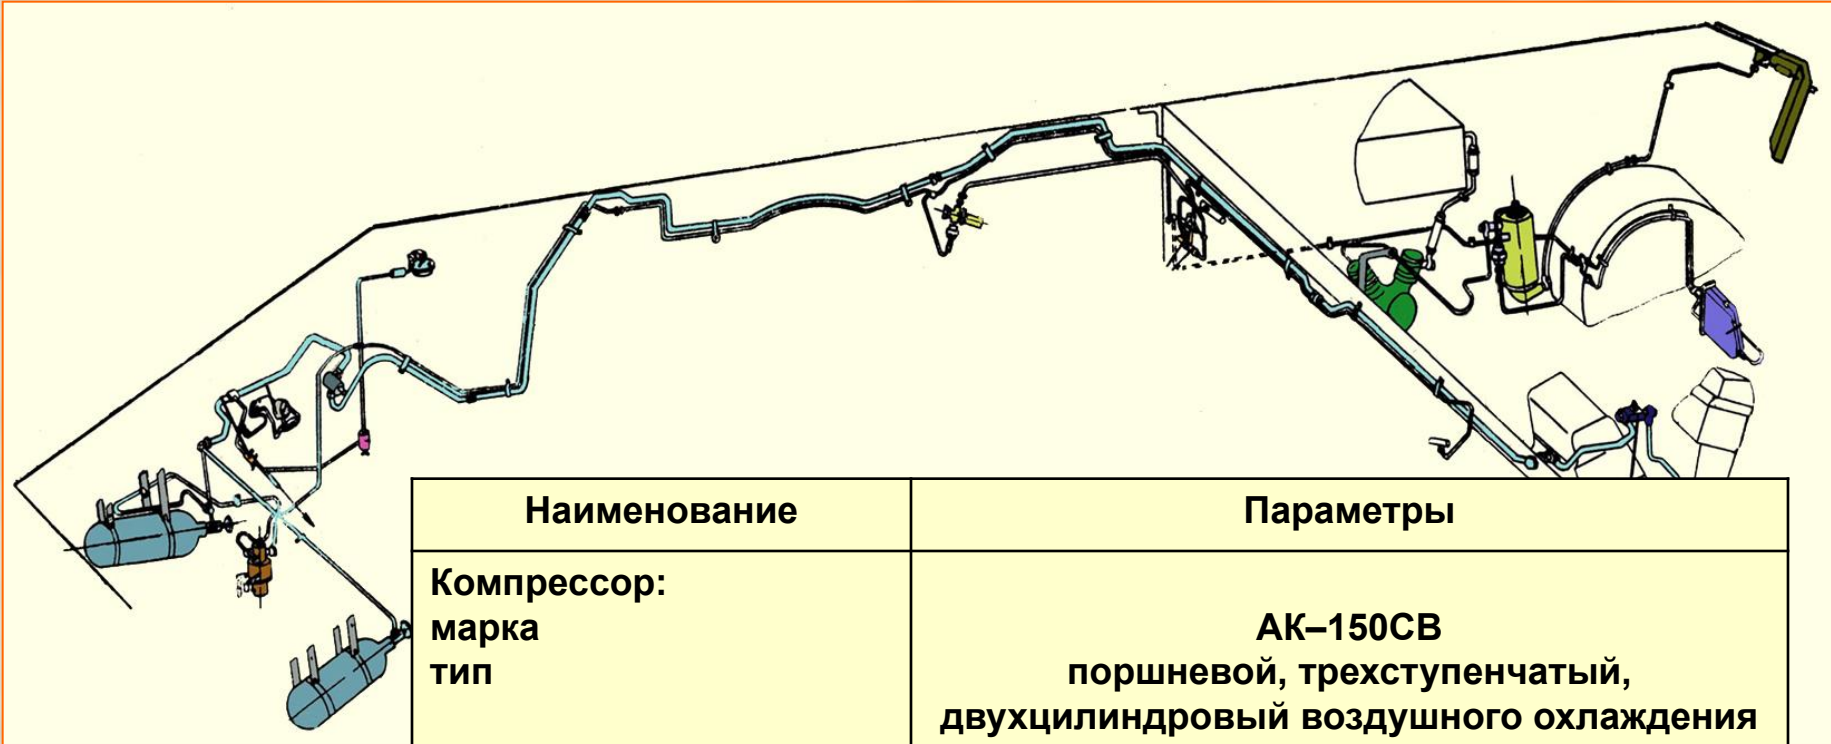 Наименование
Параметры
Компрессор:
марка
АК–150СВ
тип
поршневой, трехступенчатый,
двухцилиндровый воздушного охлаждения